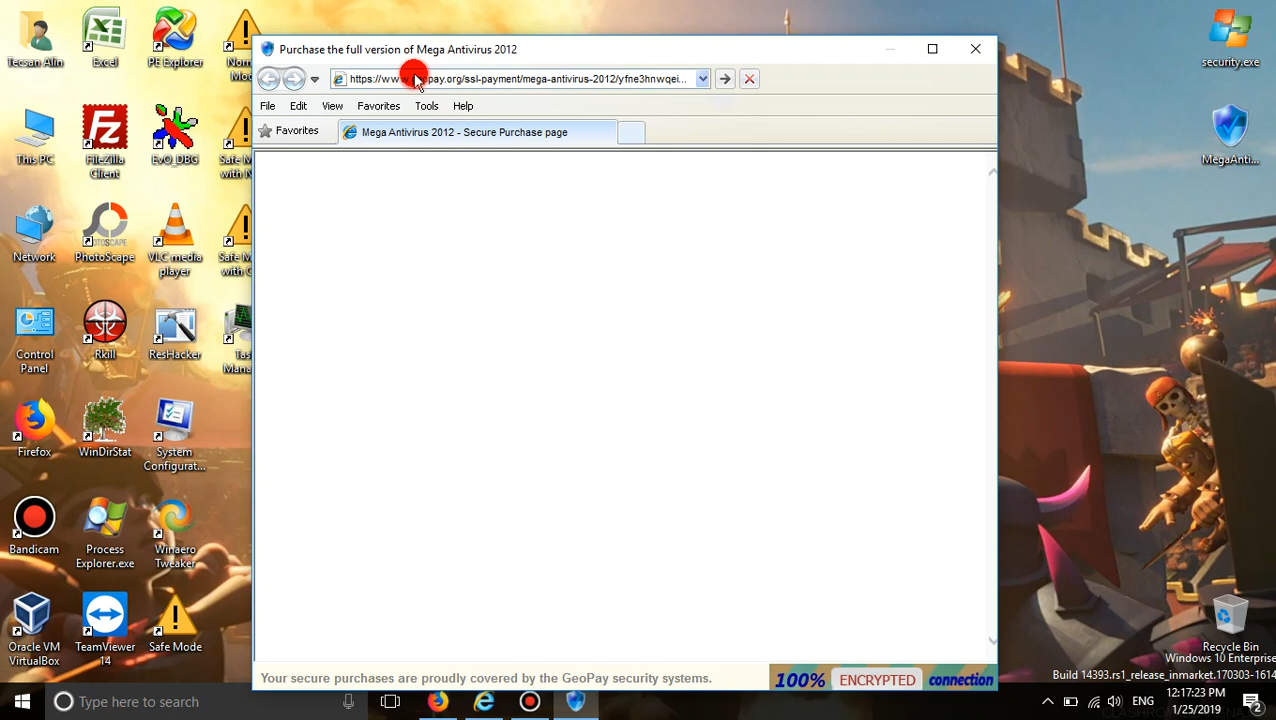 Purchase the full version of Mega Antivirus 2012
pay.org/ssl-payment/mega-antivirus-2012/yfne3hnwqei...
File Edit View Favorites Tools Help
Favorites
Mega Antivirus 2012 - Secure Purchase page
Your secure purchases are proudly covered by the GeoPay security systems.
100% ENCRYPTED connection
Tecsan Alin
Excel
PE Explorer
This PC
FileZilla Client
EvO_DBG
Network
PhotoScape
VLC media player
Control Panel
Rkill
ResHacker
Firefox
WinDirStat
System Configurat...
Bandicam
Process Explorer.exe
Winaero Tweaker
Oracle VM VirtualBox
TeamViewer 14
Safe Mode
security.exe
MegaAnti...
Recycle Bin
Windows 10 Enterprise
Build 14393.rs1_release_inmarket.170303-1614
Type here to search
ENG
12:17:23 PM
1/25/2019
2